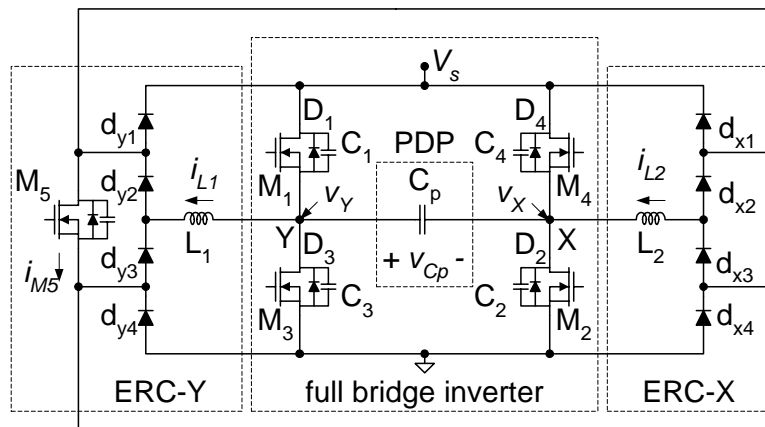 V_s
D_1
D_4
d_y1
C_1
PDP
C_4
d_x1
i_L1
i_L2
M_5
d_y2
M_1
C_p
M_4
d_x2
v_Y
v_X
L_1
Y
D_3
+ v_Cp -
D_2
X
L_2
i_M5
d_y3
d_x3
M_3
C_3
C_2
M_2
d_y4
d_x4
ERC-Y
full bridge inverter
ERC-X